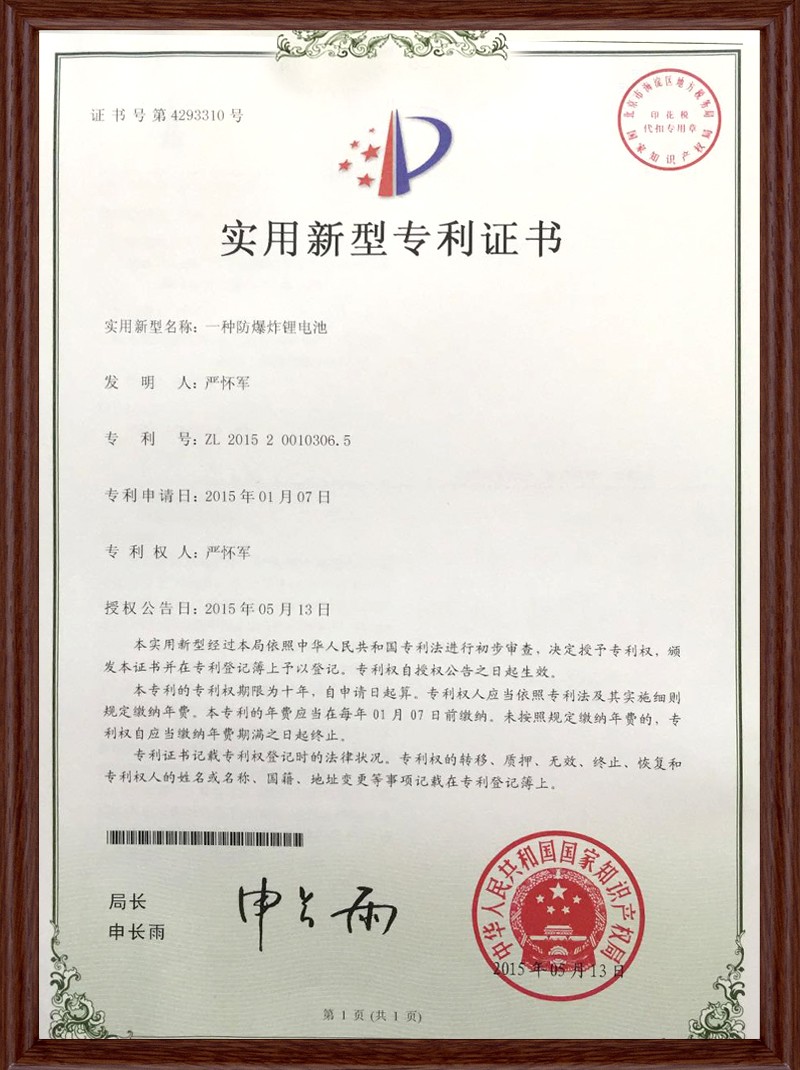 证书号第4293310号
北京市海淀区地方税务局
印花税
代扣专用章
国家知识产权局
实用新型专利证书
实用新型名称：一种防爆炸锂电池
发明人：严怀军
专利号：ZL 2015 2 0010306.5
专利申请日：2015年01月07日
专利权人：严怀军
授权公告日：2015年05月13日
本实用新型经过本局依照中华人民共和国专利法进行初步审查，决定授予专利权，颁
发本证书并在专利登记簿上予以登记。专利权自授权公告之日起生效。
本专利的专利权期限为十年，自申请日起算。专利权人应当依照专利法及其实施细则
规定缴纳年费。本专利的年费应当在每年01月07日前缴纳。未按照规定缴纳年费的，专
利权自应当缴纳年费期满之日起终止。
专利证书记载专利权登记时的法律状况。专利权的转移、质押、无效、终止、恢复和
专利权人的姓名或名称、国籍、地址变更等事项记载在专利登记簿上。
局长
申长雨
申长雨
中华人民共和国国家知识产权局
2015年05月13日
第1页(共1页)